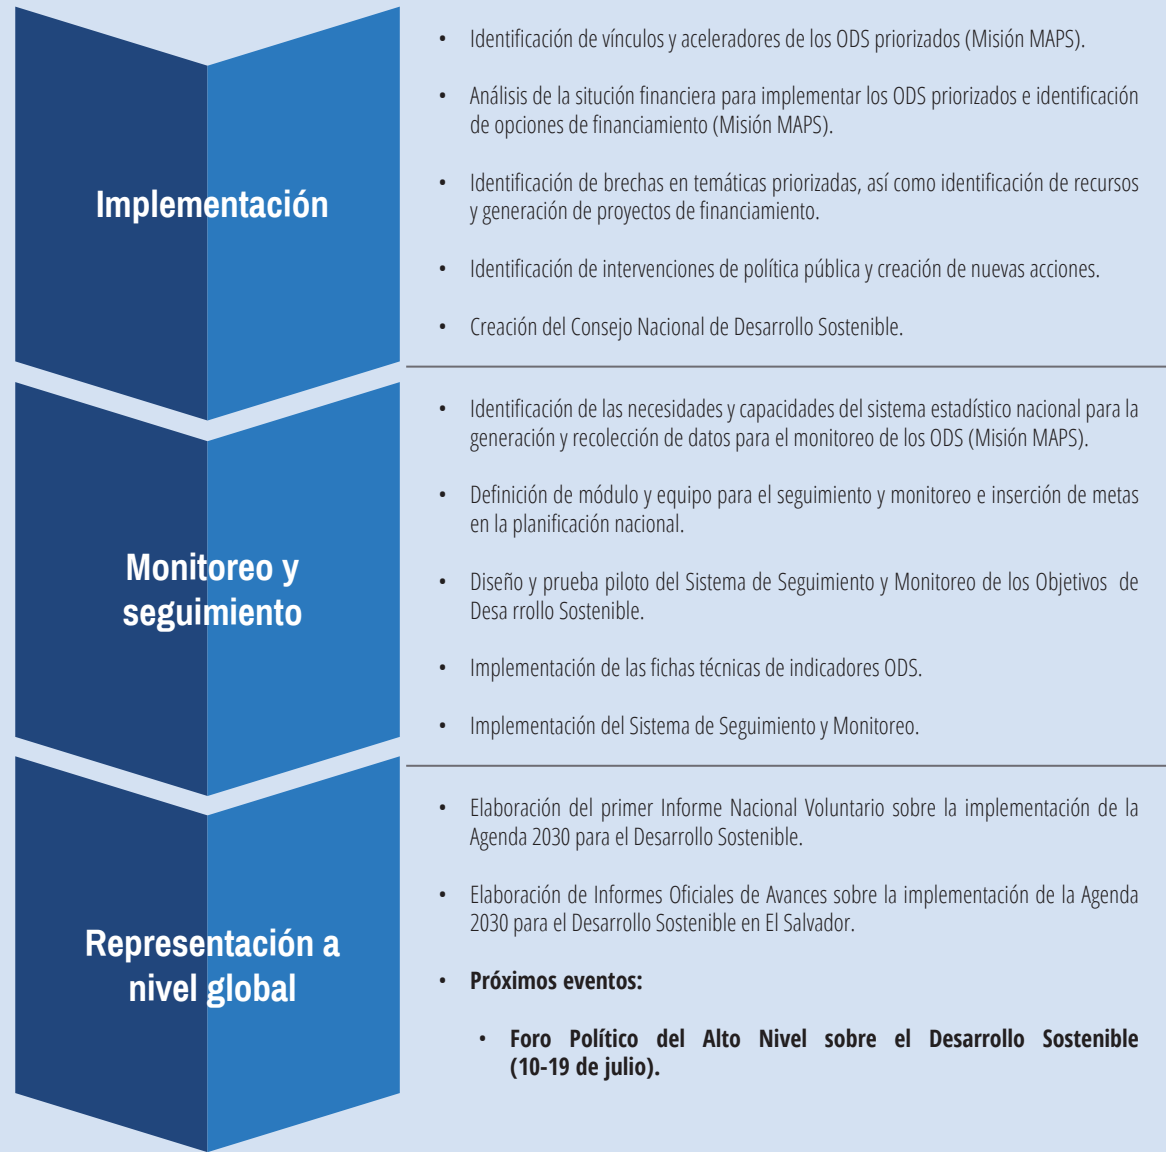 Implementación
• Identificación de vínculos y aceleradores de los ODS priorizados (Misión MAPS).
• Análisis de la situción financiera para implementar los ODS priorizados e identificación
de opciones de financiamiento (Misión MAPS).
• Identificación de brechas en temáticas priorizadas, así como identificación de recursos
y generación de proyectos de financiamiento.
• Identificación de intervenciones de política pública y creación de nuevas acciones.
• Creación del Consejo Nacional de Desarrollo Sostenible.
Monitoreo y
seguimiento
• Identificación de las necesidades y capacidades del sistema estadístico nacional para la
generación y recolección de datos para el monitoreo de los ODS (Misión MAPS).
• Definición de módulo y equipo para el seguimiento y monitoreo e inserción de metas
en la planificación nacional.
• Diseño y prueba piloto del Sistema de Seguimiento y Monitoreo de los Objetivos de
Desa rrollo Sostenible.
• Implementación de las fichas técnicas de indicadores ODS.
• Implementación del Sistema de Seguimiento y Monitoreo.
Representación a
nivel global
• Elaboración del primer Informe Nacional Voluntario sobre la implementación de la
Agenda 2030 para el Desarrollo Sostenible.
• Elaboración de Informes Oficiales de Avances sobre la implementación de la Agenda
2030 para el Desarrollo Sostenible en El Salvador.
• Próximos eventos:
• Foro Político del Alto Nivel sobre el Desarrollo Sostenible
(10-19 de julio).